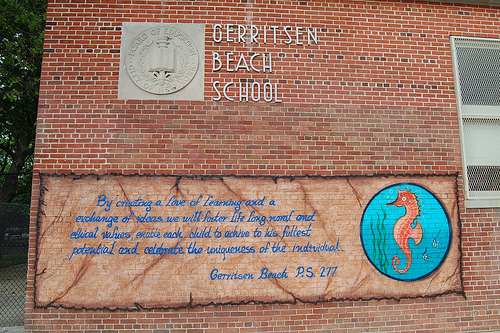 GERRITSEN
BEACH
SCHOOL
By creating a love of learning and a
exchange of ideas, we will foster life long moral and
ethical values enable each child to achive to his fullest
potential and celebrate the uniqueness of the individual.
Gerritsen Beach P.S. 277